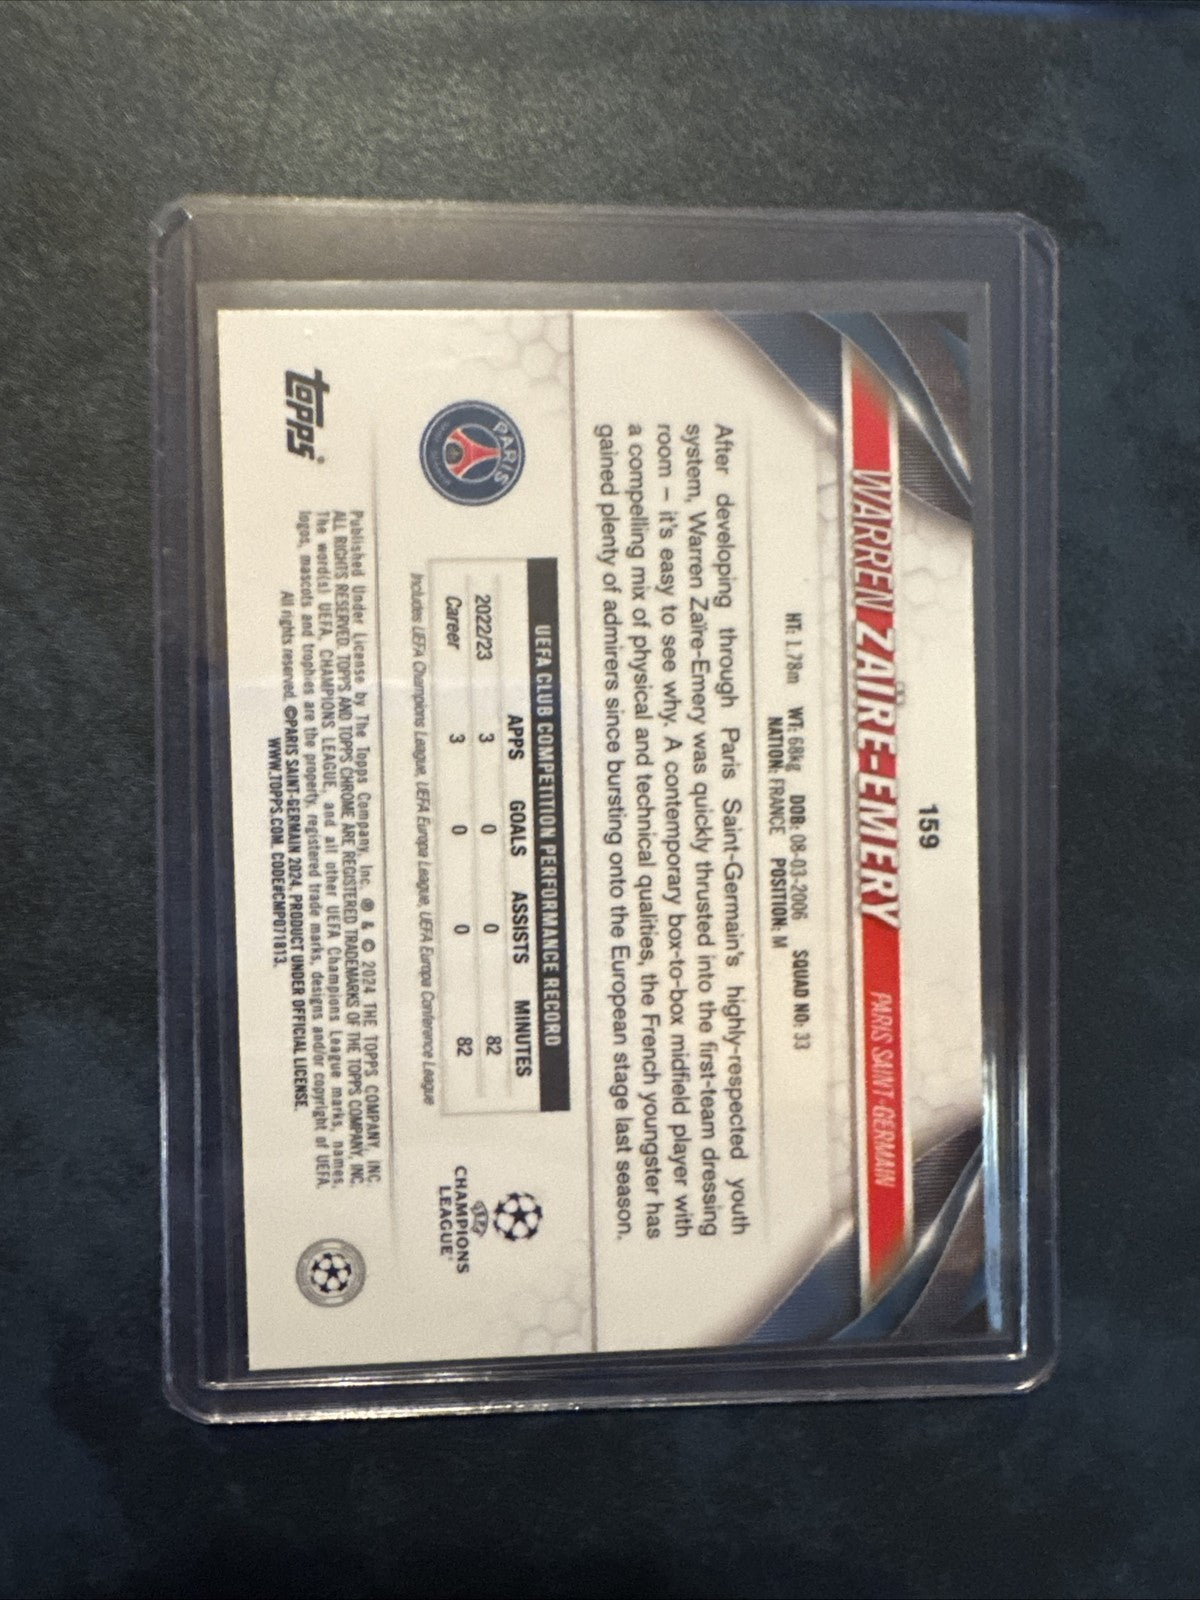 159
WARREN ZAÏRE-EMERY PARIS SAINT-GERMAIN
HT: 1.78m WT: 68kg DOB: 08-03-2006 SQUAD NO: 33
NATION: FRANCE POSITION: M
After developing through Paris Saint-Germain's highly-respected youth
system, Warren Zaïre-Emery was quickly thrusted into the first-team dressing
room – it's easy to see why. A contemporary box-to-box midfield player with
a compelling mix of physical and technical qualities, the French youngster has
gained plenty of admirers since bursting onto the European stage last season.
PARIS
UEFA CLUB COMPETITION PERFORMANCE RECORD
APPS GOALS ASSISTS MINUTES
2022/23 3 0 0 82
Career 3 0 0 82
Includes UEFA Champions League, UEFA Europa League, UEFA Europa Conference League
UEFA
CHAMPIONS
LEAGUE
topps®
Published Under License by The Topps Company, Inc. ® & © 2024 THE TOPPS COMPANY, INC.
ALL RIGHTS RESERVED. TOPPS AND TOPPS CHROME ARE REGISTERED TRADEMARKS OF THE TOPPS COMPANY, INC.
The word(s) UEFA, CHAMPIONS LEAGUE, and all other UEFA Champions League marks, names,
logos, mascots and trophies are the property, registered trade marks, designs and/or copyright of UEFA.
All rights reserved. ©PARIS SAINT-GERMAIN 2024. PRODUCT UNDER OFFICIAL LICENSE.
WWW.TOPPS.COM. CODE#CMP071813.